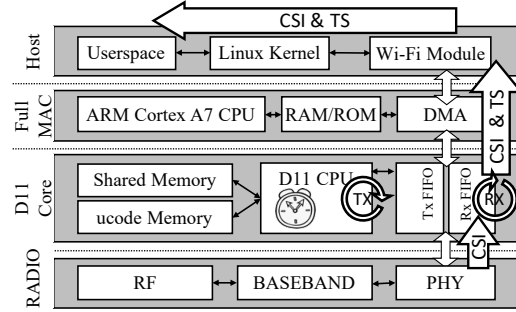 CSI & TS
Host
Userspace
Linux Kernel
Wi-Fi Module
Full
MAC
ARM Cortex A7 CPU
RAM/ROM
DMA
CSI & TS
D11
Core
Shared Memory
ucode Memory
D11 CPU
TX
Tx FIFO
Rx FIFO
RX
CSI
RADIO
RF
BASEBAND
PHY